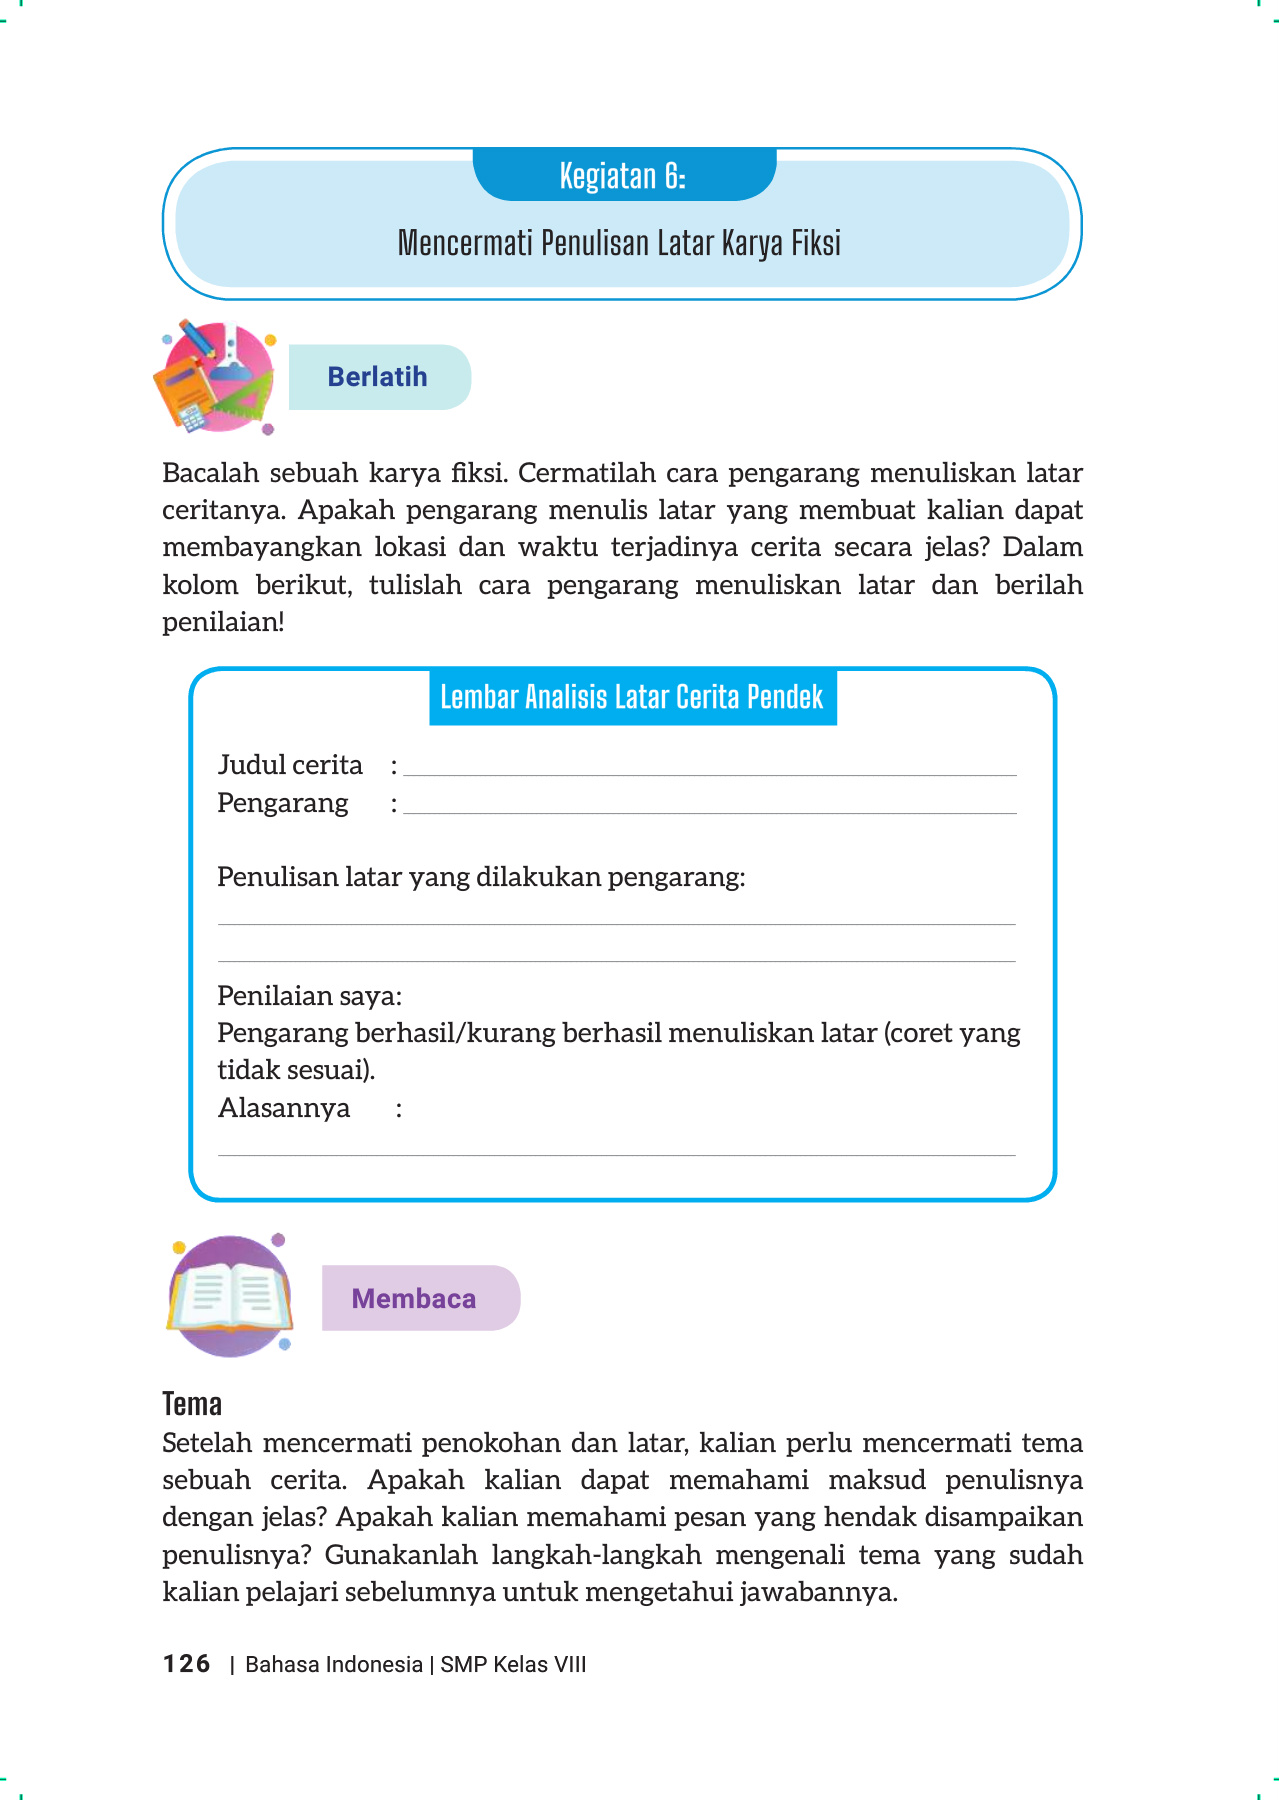 Kegiatan 6:
Mencermati Penulisan Latar Karya Fiksi
Berlatih
Bacalah sebuah karya fiksi. Cermatilah cara pengarang menuliskan latar
ceritanya. Apakah pengarang menulis latar yang membuat kalian dapat
membayangkan lokasi dan waktu terjadinya cerita secara jelas? Dalam
kolom berikut, tulislah cara pengarang menuliskan latar dan berilah
penilaian!
Lembar Analisis Latar Cerita Pendek
Judul cerita :
Pengarang :
Penulisan latar yang dilakukan pengarang:
Penilaian saya:
Pengarang berhasil/kurang berhasil menuliskan latar (coret yang
tidak sesuai).
Alasannya :
Membaca
Tema
Setelah mencermati penokohan dan latar, kalian perlu mencermati tema
sebuah cerita. Apakah kalian dapat memahami maksud penulisnya
dengan jelas? Apakah kalian memahami pesan yang hendak disampaikan
penulisnya? Gunakanlah langkah-langkah mengenali tema yang sudah
kalian pelajari sebelumnya untuk mengetahui jawabannya.
126 | Bahasa Indonesia | SMP Kelas VIII